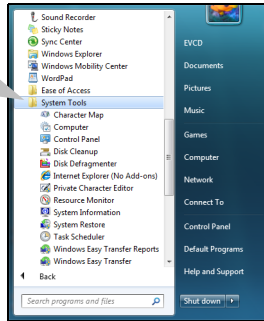 Sound Recorder
Sticky Notes
Sync Center
Windows Explorer
Windows Mobility Center
WordPad
Ease of Access
System Tools
Character Map
Computer
Control Panel
Disk Cleanup
Disk Defragmenter
Internet Explorer (No Add-ons)
Private Character Editor
Resource Monitor
System Information
System Restore
Task Scheduler
Windows Easy Transfer Reports
Windows Easy Transfer
Back
Search programs and files
EVCD
Documents
Pictures
Music
Games
Computer
Network
Connect To
Control Panel
Default Programs
Help and Support
Shut down